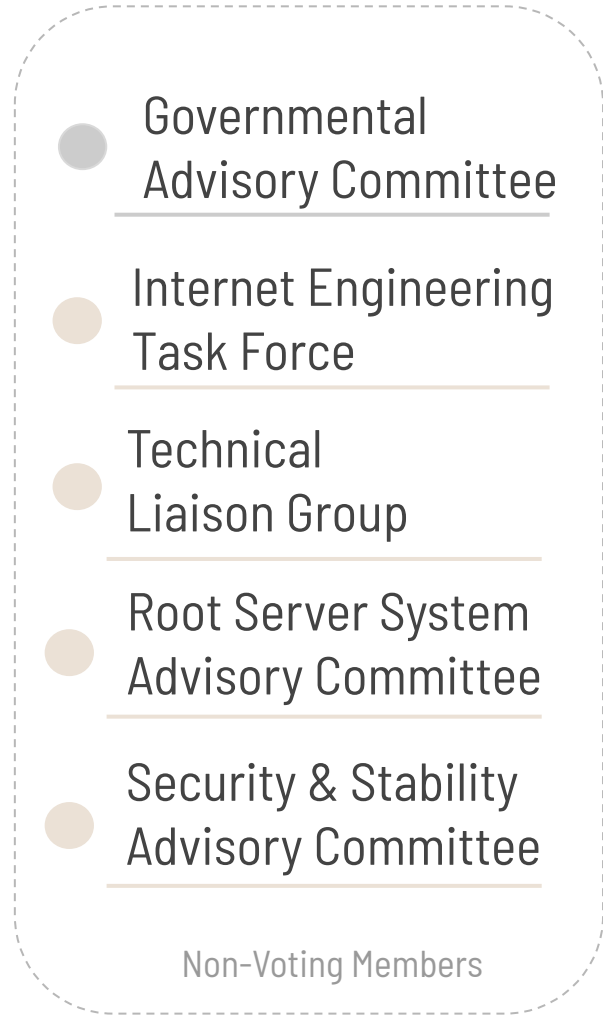 Governmental
Advisory Committee
Internet Engineering
Task Force
Technical
Liaison Group
Root Server System
Advisory Committee
Security & Stability
Advisory Committee
Non-Voting Members